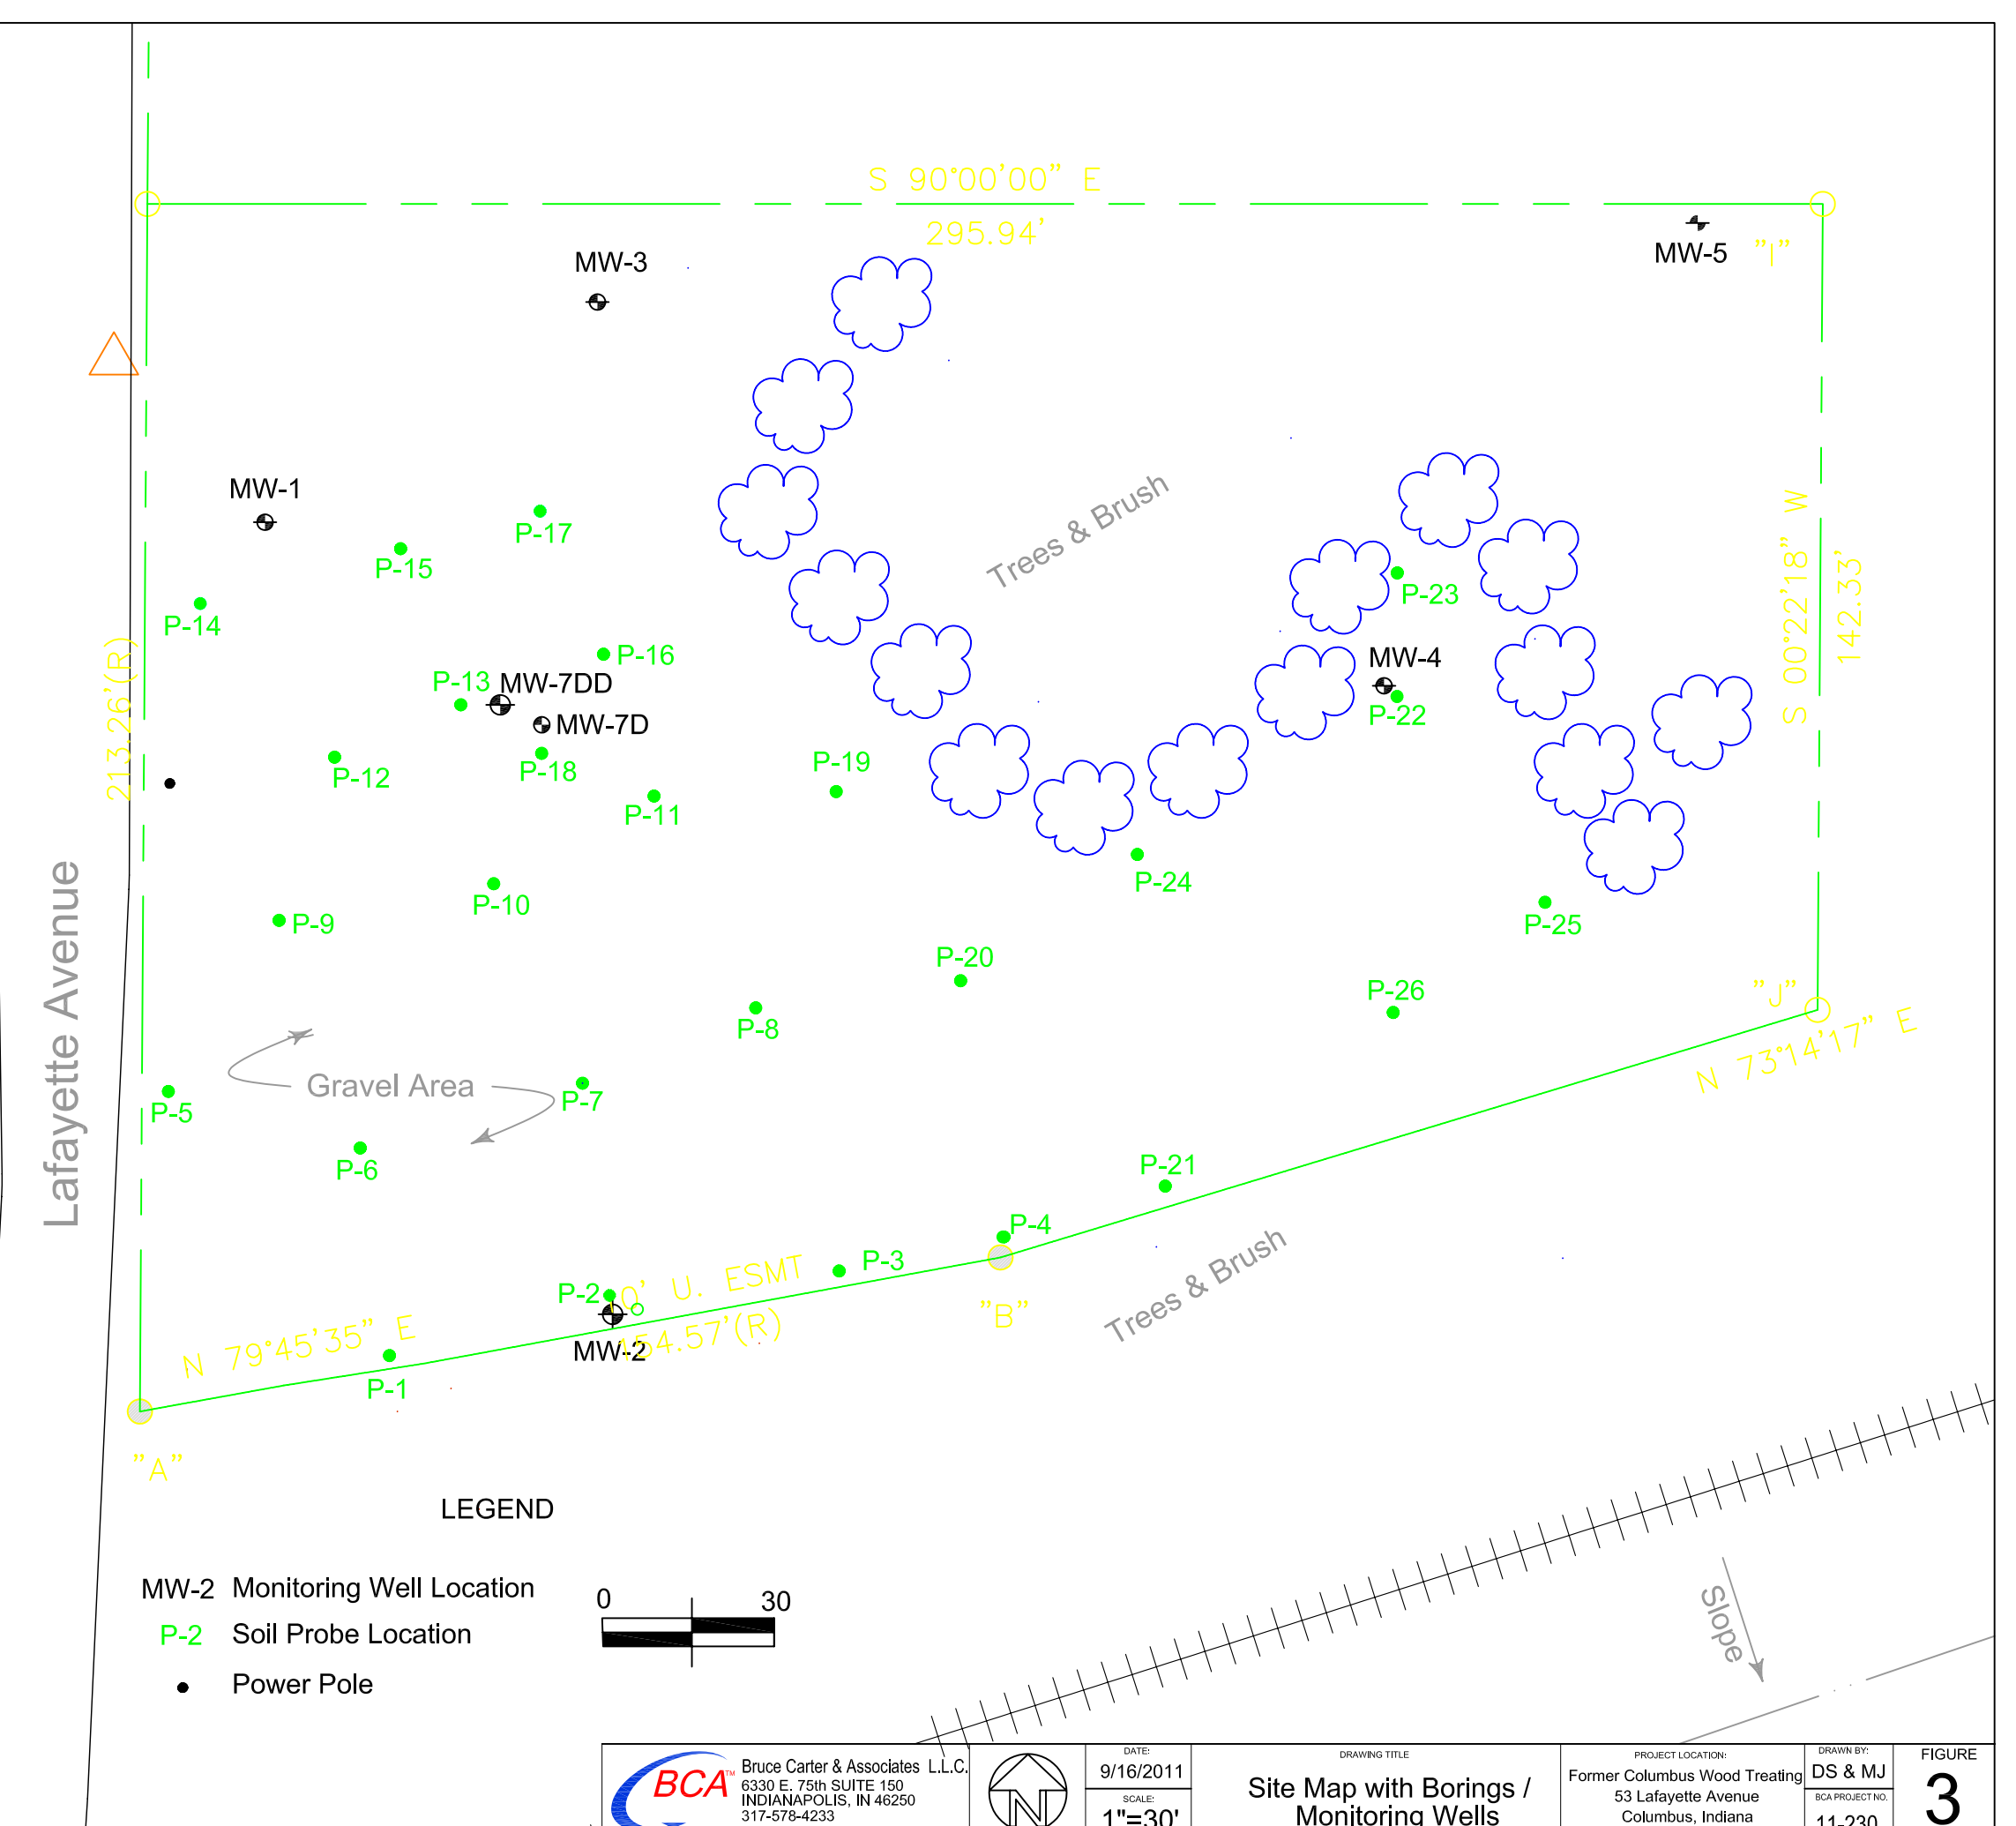 S 90°00'00" E
295.94'
MW-3
MW-5
"I"
MW-1
P-17
P-15
Trees & Brush
S 00°22'18" W
142.33'
P-23
P-14
213.26'(R)
P-16
MW-4
P-13
MW-7DD
P-22
MW-7D
P-12
P-18
P-19
P-11
P-24
Lafayette Avenue
P-10
P-9
P-25
P-20
P-26
"J"
P-8
N 73°14'17" E
Gravel Area
P-7
P-5
P-6
P-21
P-4
Trees & Brush
P-3
0' U. ESMT
P-2
"B"
154.57'(R)
N 79°45'35" E
MW-2
P-1
"A"
LEGEND
MW-2 Monitoring Well Location
P-2 Soil Probe Location
Power Pole
0 30
Slope
BCA™
Bruce Carter & Associates L.L.C.
6330 E. 75th SUITE 150
INDIANAPOLIS, IN 46250
317-578-4233
N
DATE:
9/16/2011
SCALE:
1"=30'
DRAWING TITLE
Site Map with Borings /
Monitoring Wells
PROJECT LOCATION:
Former Columbus Wood Treating
53 Lafayette Avenue
Columbus, Indiana
DRAWN BY:
DS & MJ
BCA PROJECT NO.
11-230
FIGURE
3